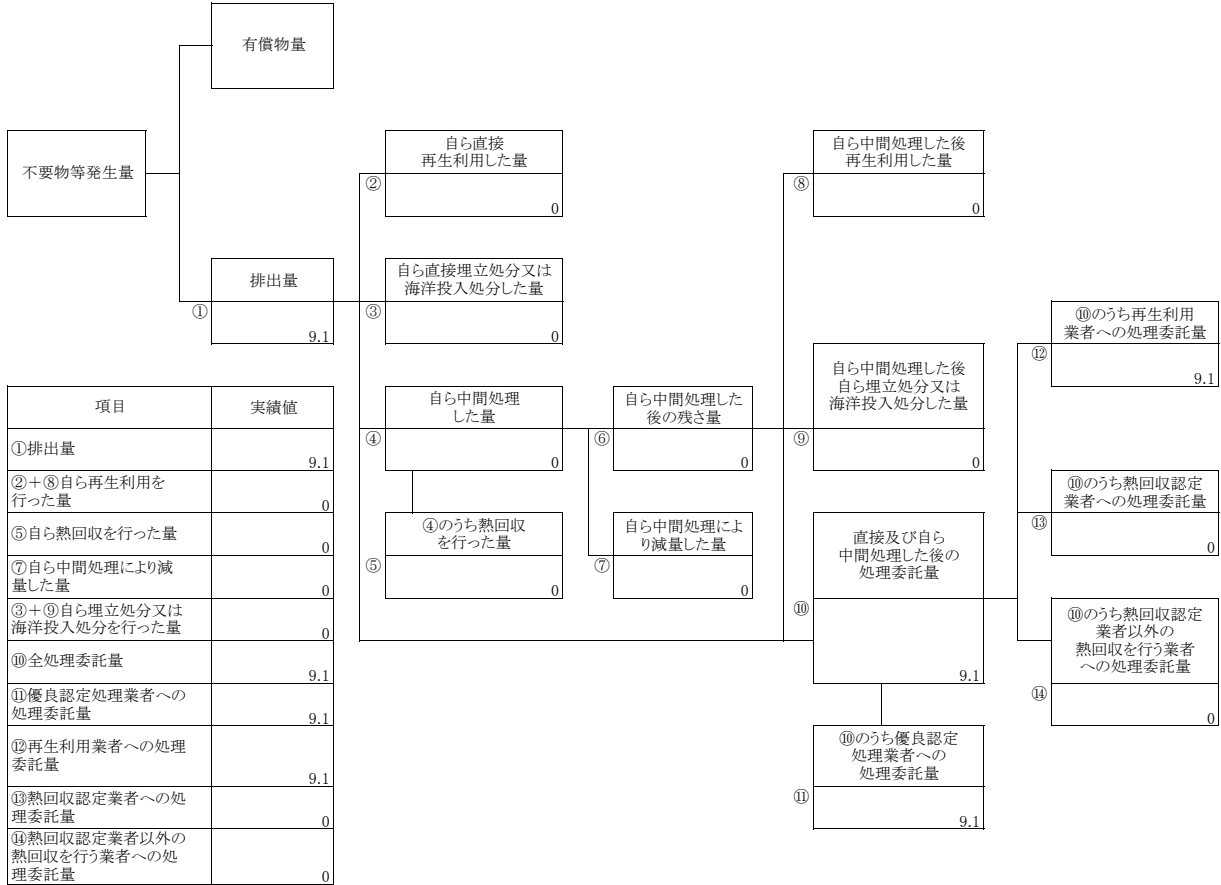 有償物量
不要物等発生量
自ら直接
再生利用した量
②
0
自ら中間処理した後
再生利用した量
⑧
0
排出量
①
9.1
自ら直接埋立処分又は
海洋投入処分した量
③
0
⑩のうち再生利用
業者への処理委託量
⑫
9.1
自ら中間処理
した量
④
0
自ら中間処理した
後の残さ量
⑥
0
自ら中間処理した後
自ら埋立処分又は
海洋投入処分した量
⑨
0
⑩のうち熱回収認定
業者への処理委託量
⑬
0
④のうち熱回収
を行った量
⑤
0
自ら中間処理によ
り減量した量
⑦
0
直接及び自ら
中間処理した後の
処理委託量
⑩
9.1
⑩のうち熱回収認定
業者以外の
熱回収を行う業者
への処理委託量
⑭
0
⑩のうち優良認定
処理業者への
処理委託量
⑪
9.1
項目 実績値
①排出量
9.1
②＋⑧自ら再生利用を
行った量
0
⑤自ら熱回収を行った量
0
⑦自ら中間処理により減
量した量
0
③＋⑨自ら埋立処分又は
海洋投入処分を行った量
0
⑩全処理委託量
9.1
⑪優良認定処理業者への
処理委託量
9.1
⑫再生利用業者への処理
委託量
9.1
⑬熱回収認定業者への処
理委託量
0
⑭熱回収認定業者以外の
熱回収を行う業者への処
理委託量
0